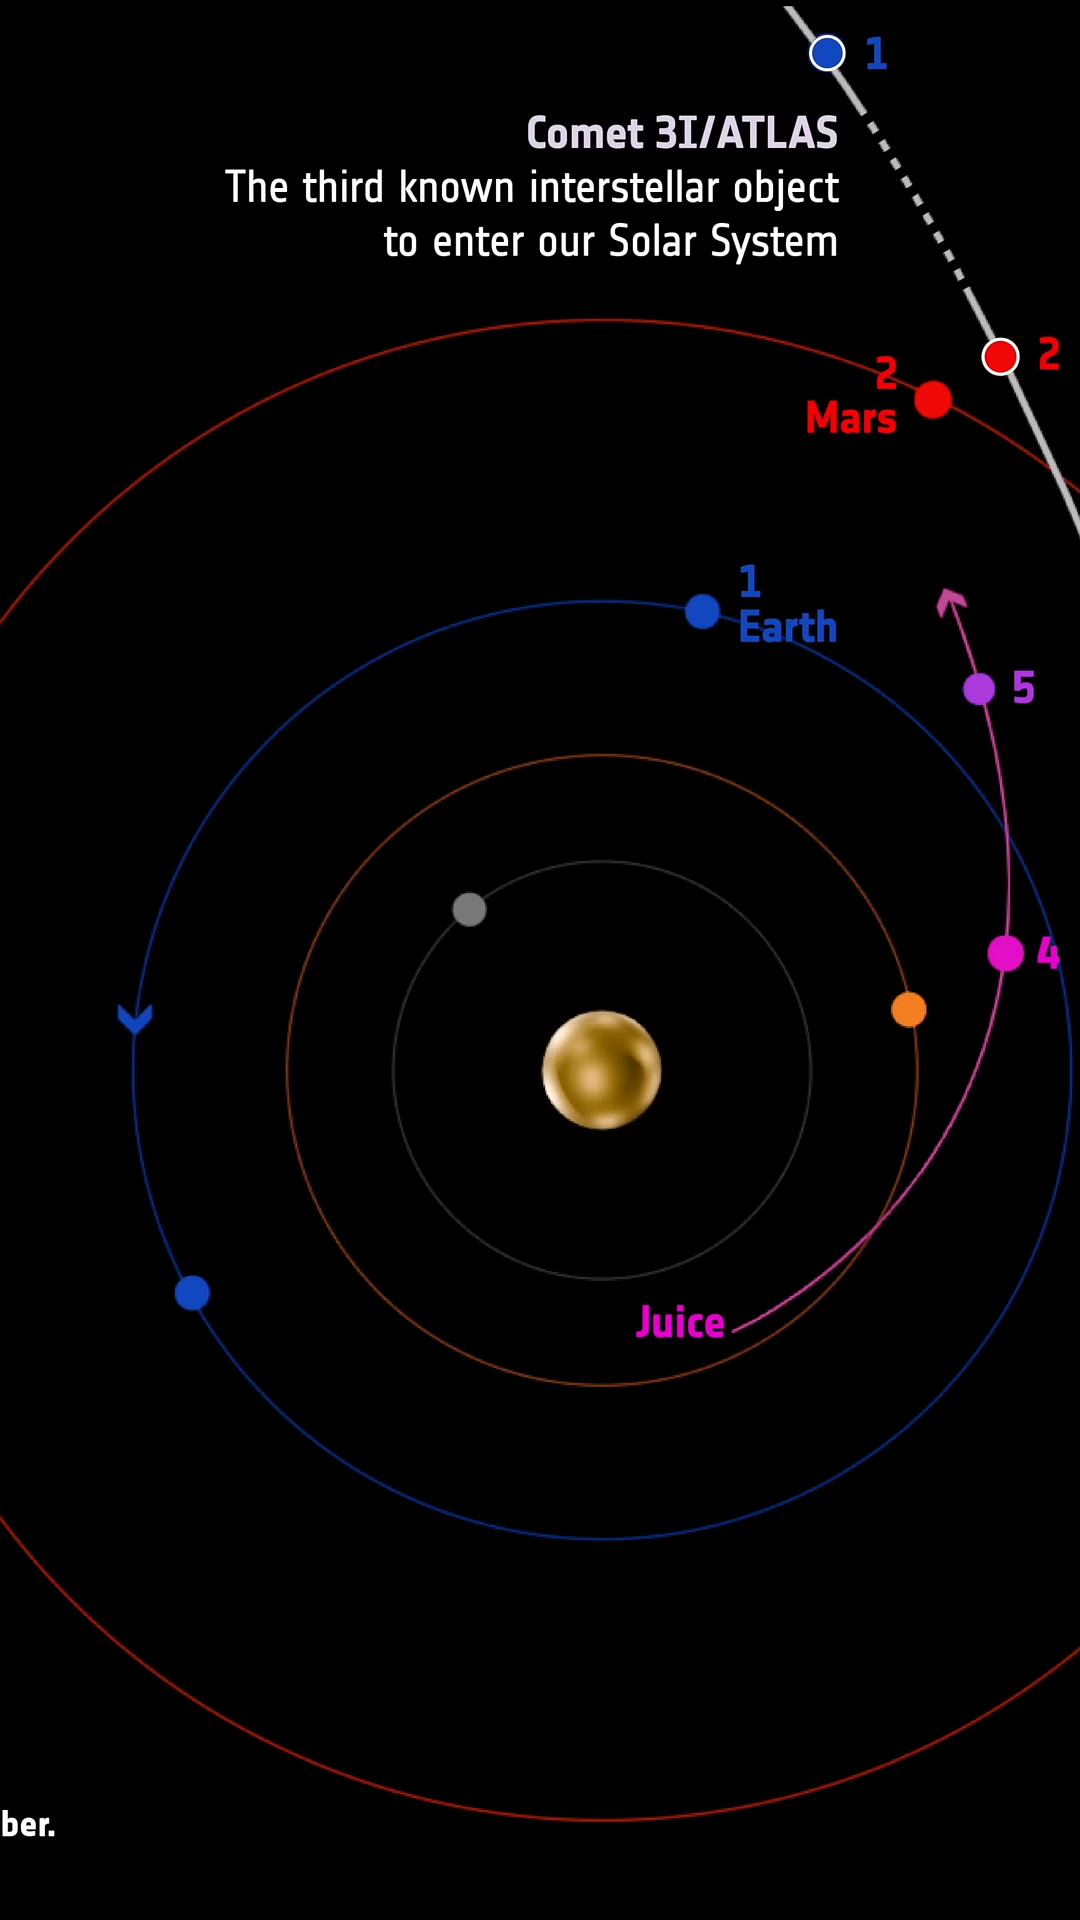 1
Comet 3I/ATLAS
The third known interstellar object
to enter our Solar System
2
2
Mars
1
Earth
5
4
Juice
ber.